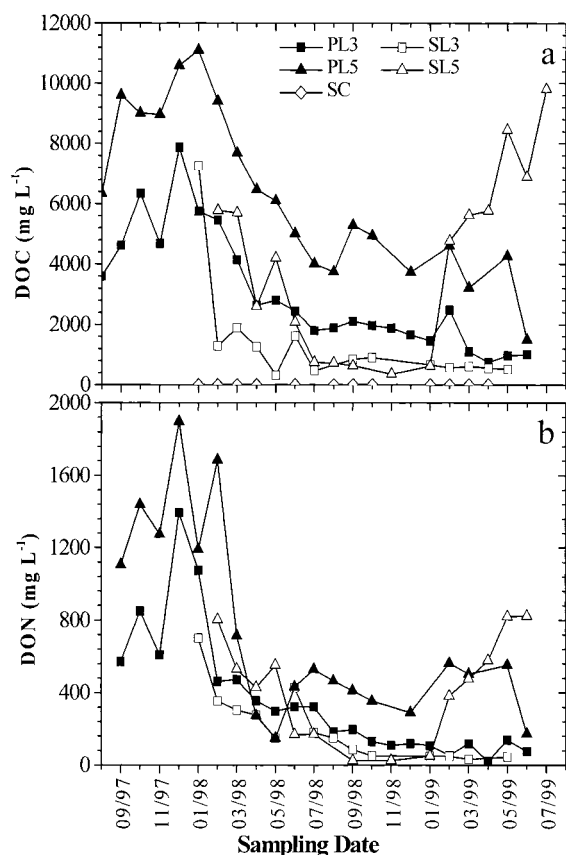 12000
10000
8000
6000
4000
2000
0
DOC (mg L⁻¹)
PL3
SL3
PL5
SL5
SC
a
2000
1600
1200
800
400
0
DON (mg L⁻¹)
b
09/97
11/97
01/98
03/98
05/98
07/98
09/98
11/98
01/99
03/99
05/99
07/99
Sampling Date